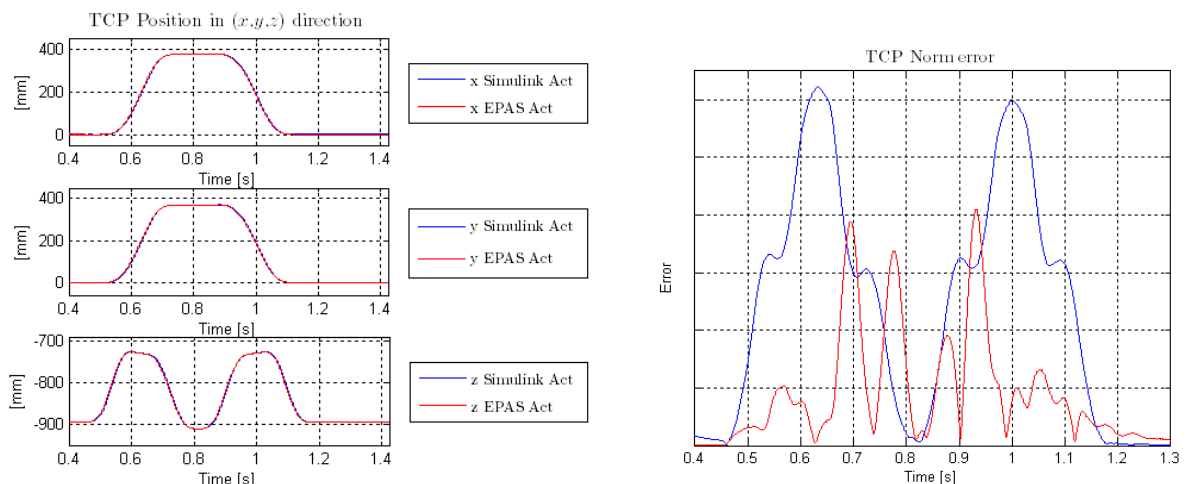 TCP Position in (x,y,z) direction
400
200
0
[mm]
0.4 0.6 0.8 1 1.2 1.4
Time [s]
x Simulink Act
x EPAS Act
400
200
0
[mm]
0.4 0.6 0.8 1 1.2 1.4
Time [s]
y Simulink Act
y EPAS Act
-700
-800
-900
[mm]
0.4 0.6 0.8 1 1.2 1.4
Time [s]
z Simulink Act
z EPAS Act
TCP Norm error
Error
0.4 0.5 0.6 0.7 0.8 0.9 1 1.1 1.2 1.3
Time [s]